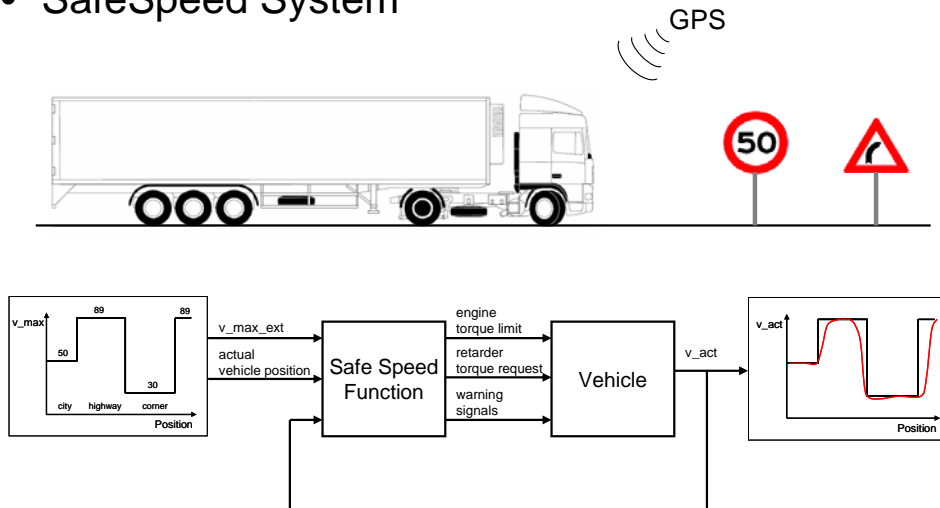 • SafeSpeed System
GPS
50
v_max
89
89
50
30
city highway corner
Position
v_max_ext
actual
vehicle position
Safe Speed
Function
engine
torque limit
retarder
torque request
warning
signals
Vehicle
v_act
v_act
Position